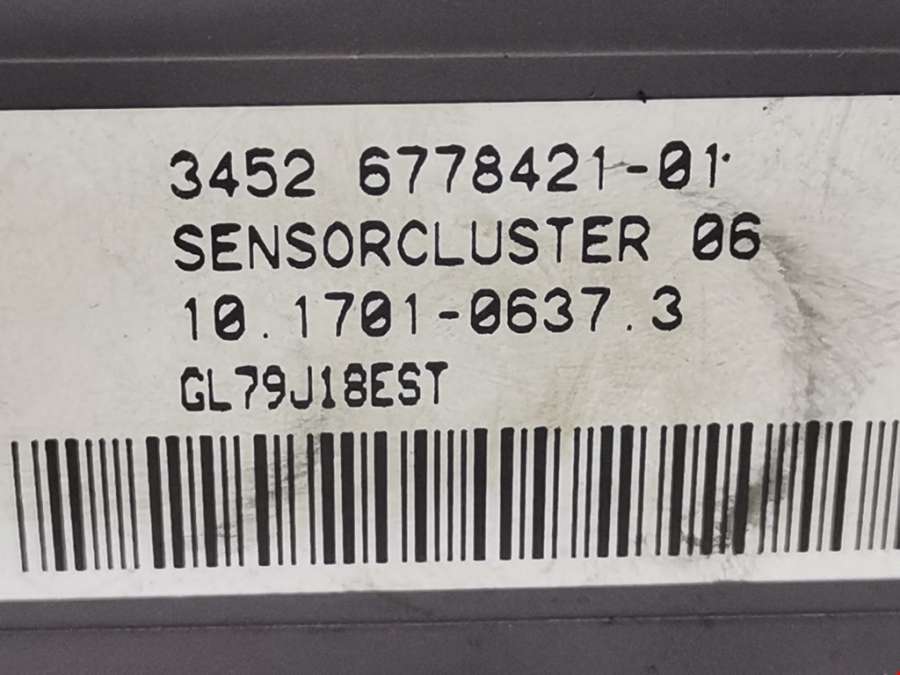 3452 6778421-01
SENSORCLUSTER 06
10.1701-0637.3
GL79J18EST